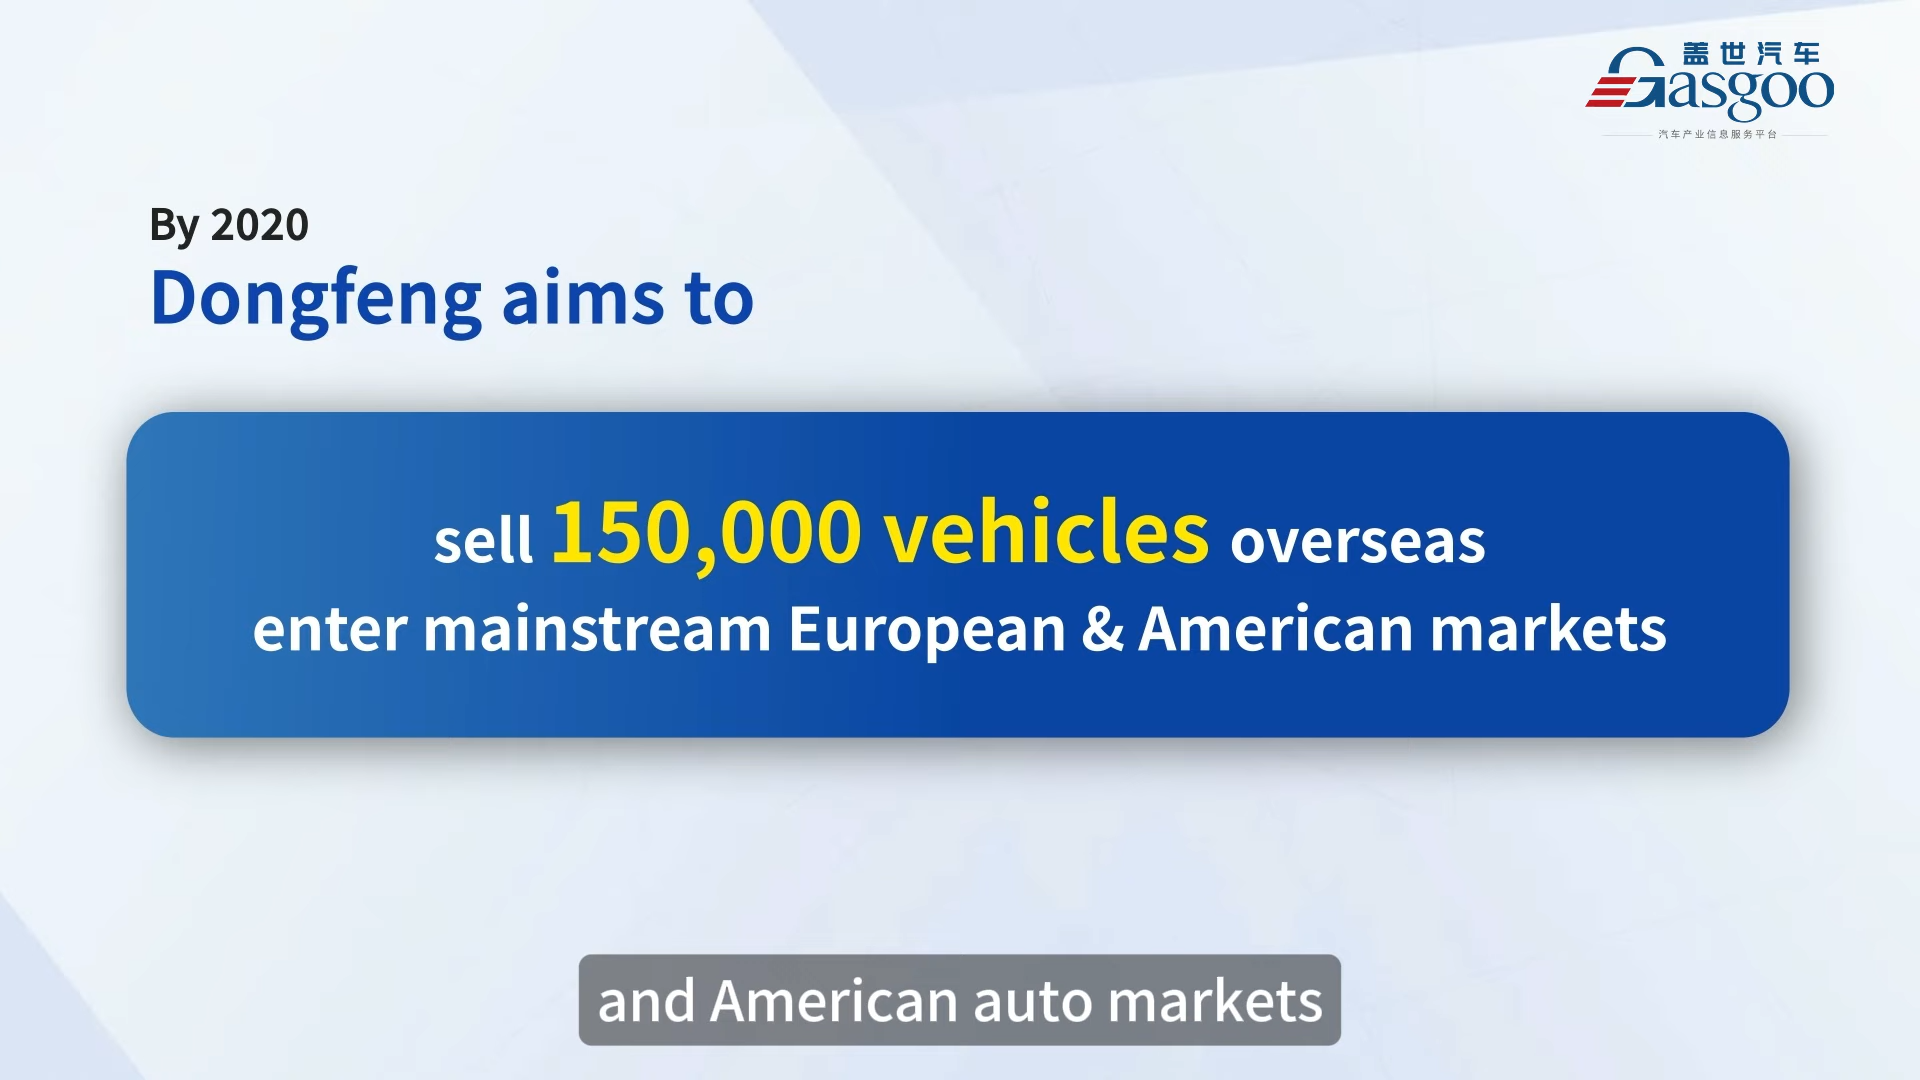 盖世汽车
Gasgoo
汽车产业信息服务平台
By 2020
Dongfeng aims to
sell 150,000 vehicles overseas
enter mainstream European & American markets
and American auto markets